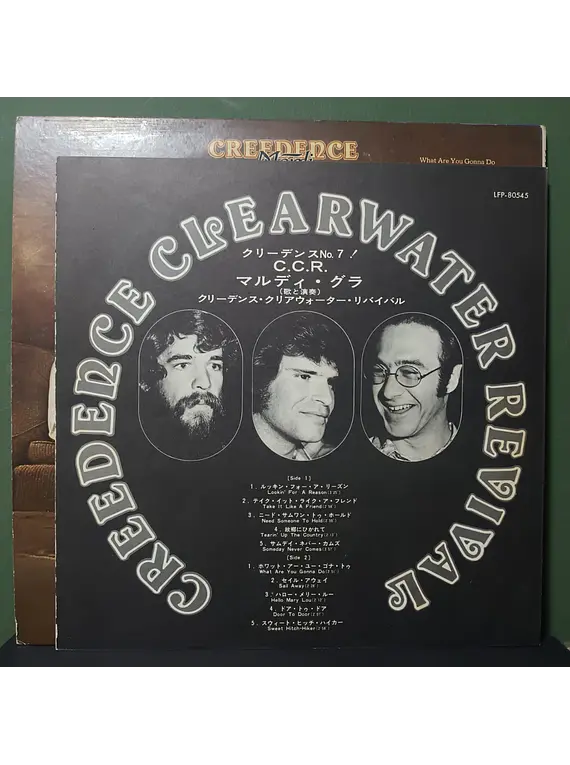 CREEDENCE
What Are You Gonna Do
LFP-80545
CREEDENCE CLEARWATER REVIVAL
クリーデンスNo.7!
C.C.R.
マルディ・グラ
(歌と演奏)
クリーデンス・クリアウォーター・リバイバル
[Side 1]
1. ルッキン・フォー・ア・リーズン
Lookin' For A Reason
2. テイク・イット・ライク・ア・フレンド
Take It Like A Friend
3. ニード・サムワン・トゥ・ホールド
Need Someone To Hold
4. 故郷にひかれて
Tearin' Up The Country
5. サムデイ・ネバー・カムズ
Someday Never Comes
[Side 2]
1. ホワット・アー・ユー・ゴナ・トゥ
What Are You Gonna Do
2. セイル・アウェイ
Sail Away
3. ハロー・メリー・ルー
Hello Mary Lou
4. ドア・トゥ・ドア
Door To Door
5. スウィート・ヒッチ・ハイカー
Sweet Hitch-Hiker